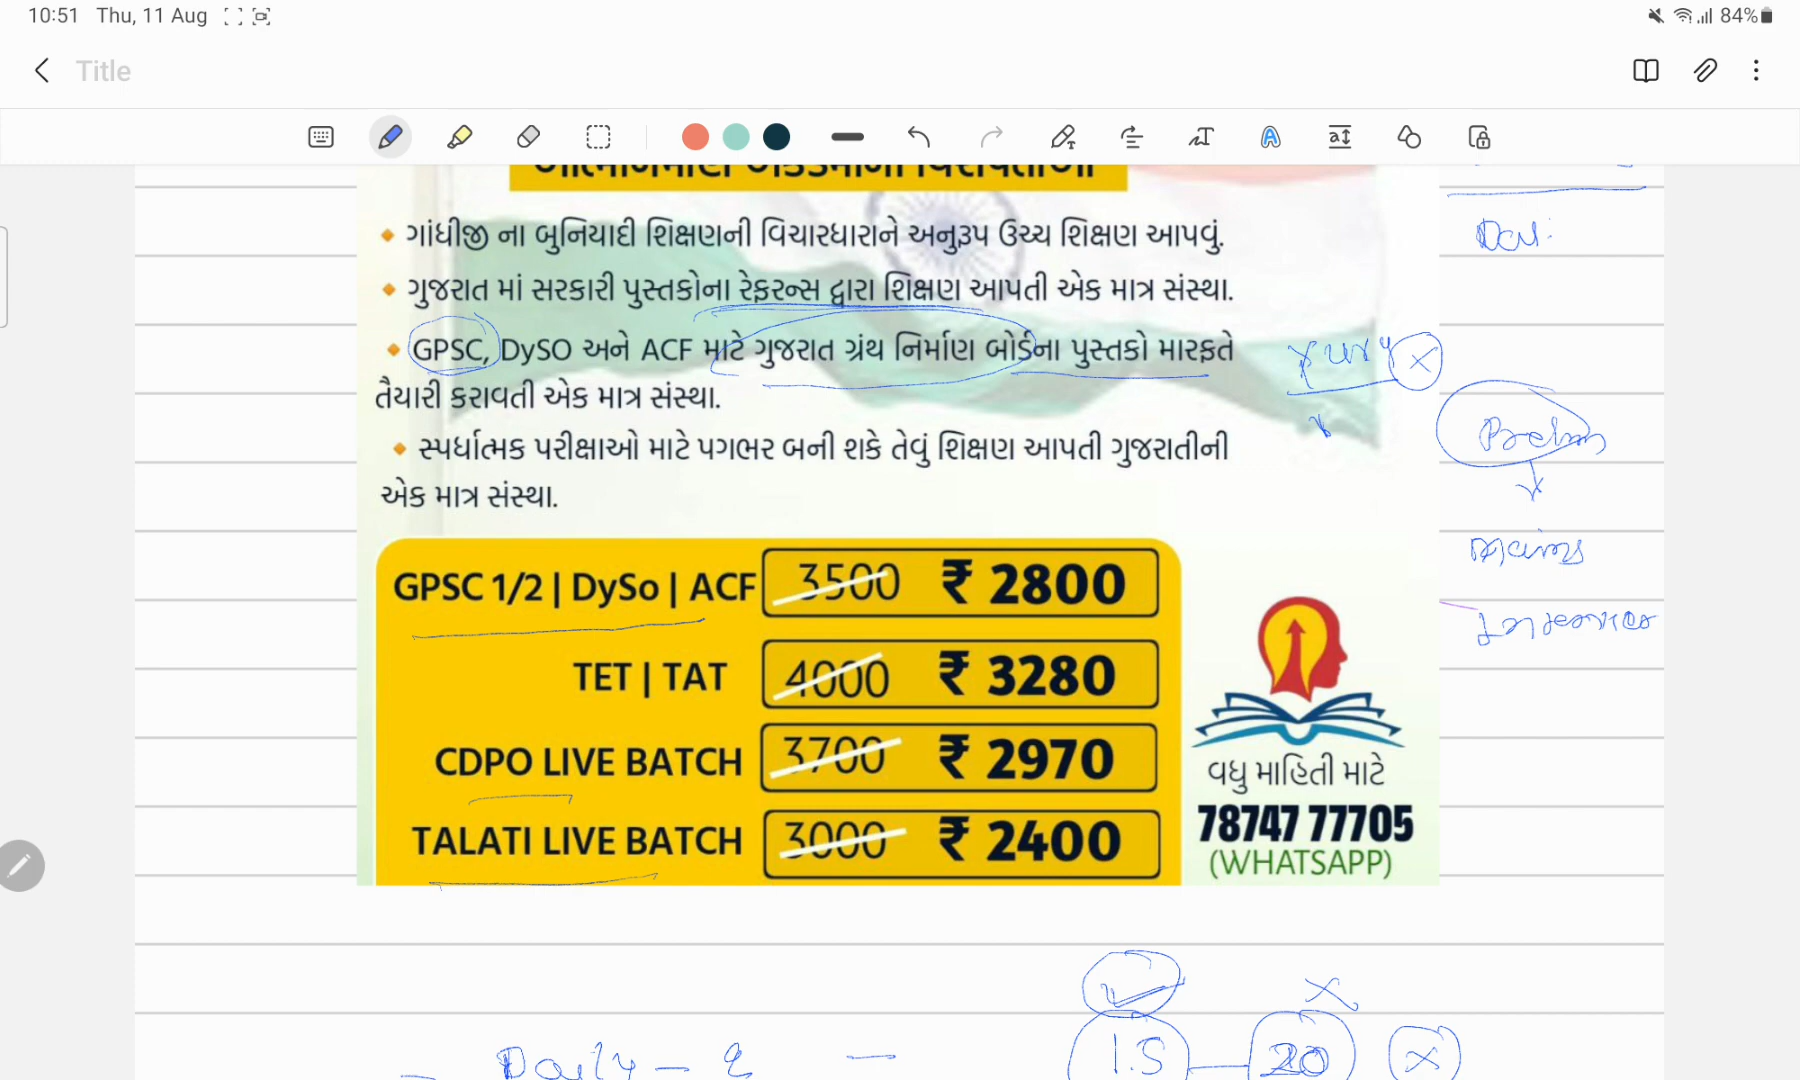 10:51 Thu, 11 Aug 84%
Title
ગાંધીજી ના બુનિયાદી શિક્ષણની વિચારધારાને અનુરૂપ ઉચ્ચ શિક્ષણ આપવું.
ગુજરાત માં સરકારી પુસ્તકોના રેફરન્સ દ્વારા શિક્ષણ આપતી એક માત્ર સંસ્થા.
GPSC, DySO અને ACF માટે ગુજરાત ગ્રંથ નિર્માણ બોર્ડના પુસ્તકો મારફતે
તૈયારી કરાવતી એક માત્ર સંસ્થા.
સ્પર્ધાત્મક પરીક્ષાઓ માટે પગભર બની શકે તેવું શિક્ષણ આપતી ગુજરાતીની
એક માત્ર સંસ્થા.
Prelims
GPSC 1/2 | DySo | ACF 3500 ₹ 2800
TET | TAT 4000 ₹ 3280
CDPO LIVE BATCH 3700 ₹ 2970
TALATI LIVE BATCH 3000 ₹ 2400
વધુ માહિતી માટે
78747 77705
(WHATSAPP)
- Daily - 2 - 15 - 20 x